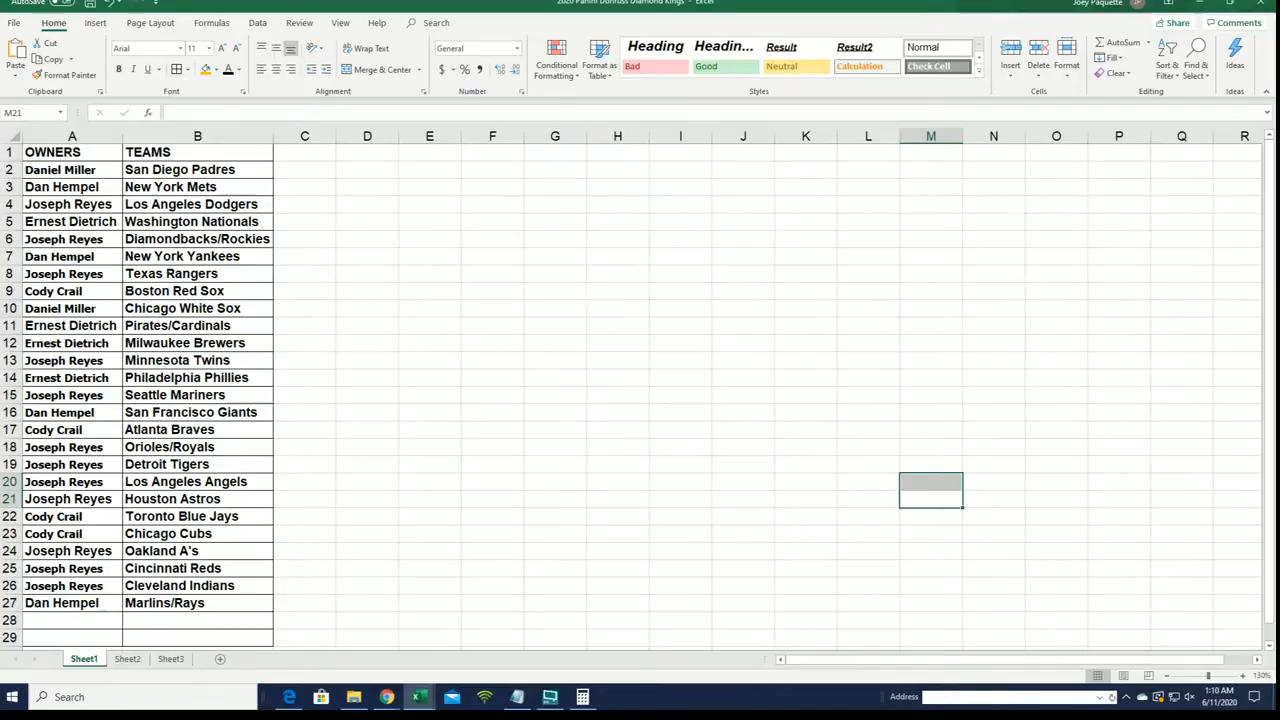 AutoSave
2020 Panini Donruss Diamond Kings - Excel
Joey Paquette
JP
File Home Insert Page Layout Formulas Data Review View Help Search
Share Comments
Cut
Copy
Format Painter
Paste
Clipboard
Arial 11
B I U
Font
Wrap Text
Merge & Center
Alignment
General
$ % 9
Number
Conditional Formatting
Format as Table
Heading Headin... Result Result2 Normal
Bad Good Neutral Calculation Check Cell
Styles
Insert Delete Format
Cells
AutoSum
Fill
Clear
Sort & Filter
Find & Select
Editing
Ideas
Ideas
M21 fx
A B C D E F G H I J K L M N O P Q R
1 OWNERS TEAMS
2 Daniel Miller San Diego Padres
3 Dan Hempel New York Mets
4 Joseph Reyes Los Angeles Dodgers
5 Ernest Dietrich Washington Nationals
6 Joseph Reyes Diamondbacks/Rockies
7 Dan Hempel New York Yankees
8 Joseph Reyes Texas Rangers
9 Cody Crail Boston Red Sox
10 Daniel Miller Chicago White Sox
11 Ernest Dietrich Pirates/Cardinals
12 Ernest Dietrich Milwaukee Brewers
13 Joseph Reyes Minnesota Twins
14 Ernest Dietrich Philadelphia Phillies
15 Joseph Reyes Seattle Mariners
16 Dan Hempel San Francisco Giants
17 Cody Crail Atlanta Braves
18 Joseph Reyes Orioles/Royals
19 Joseph Reyes Detroit Tigers
20 Joseph Reyes Los Angeles Angels
21 Joseph Reyes Houston Astros
22 Cody Crail Toronto Blue Jays
23 Cody Crail Chicago Cubs
24 Joseph Reyes Oakland A's
25 Joseph Reyes Cincinnati Reds
26 Joseph Reyes Cleveland Indians
27 Dan Hempel Marlins/Rays
28
29
Sheet1 Sheet2 Sheet3
130%
Search
Address
1:10 AM
6/11/2020